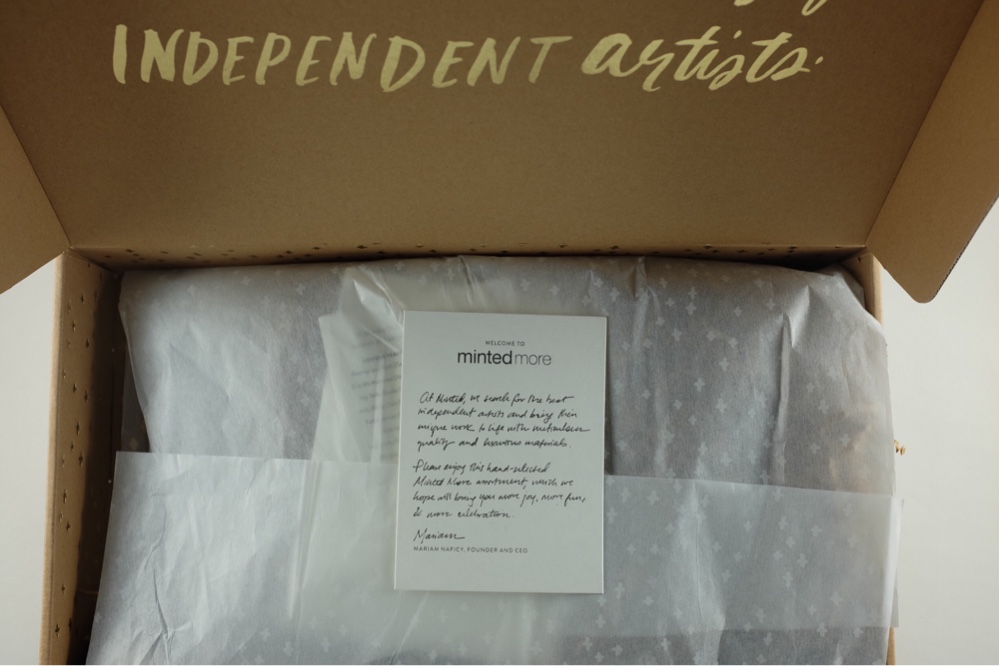 INDEPENDENT artists.
WELCOME TO
minted more
At Minted, we search for the best
independent artists and bring their
unique work to life with meticulous
quality and luxurious materials.
Please enjoy this hand-selected
Minted More assortment, which we
hope will bring you more joy, more fun,
& more celebration.
Mariam
MARIAM NAFICY, FOUNDER AND CEO